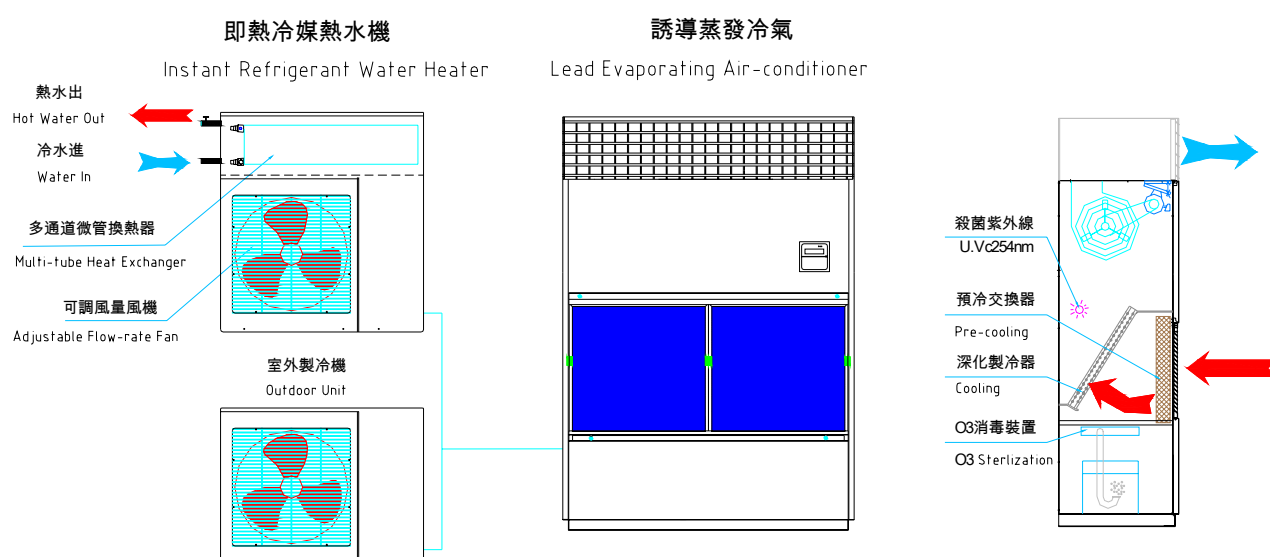 即熱冷媒熱水機
Instant Refrigerant Water Heater
熱水出
Hot Water Out
冷水進
Water In
多通道微管換熱器
Multi-tube Heat Exchanger
可調風量風機
Adjustable Flow-rate Fan
室外製冷機
Outdoor Unit
誘導蒸發冷氣
Lead Evaporating Air-conditioner
殺菌紫外線
U.Vc254nm
預冷交換器
Pre-cooling
深化製冷器
Cooling
O3消毒裝置
O3 Sterlization